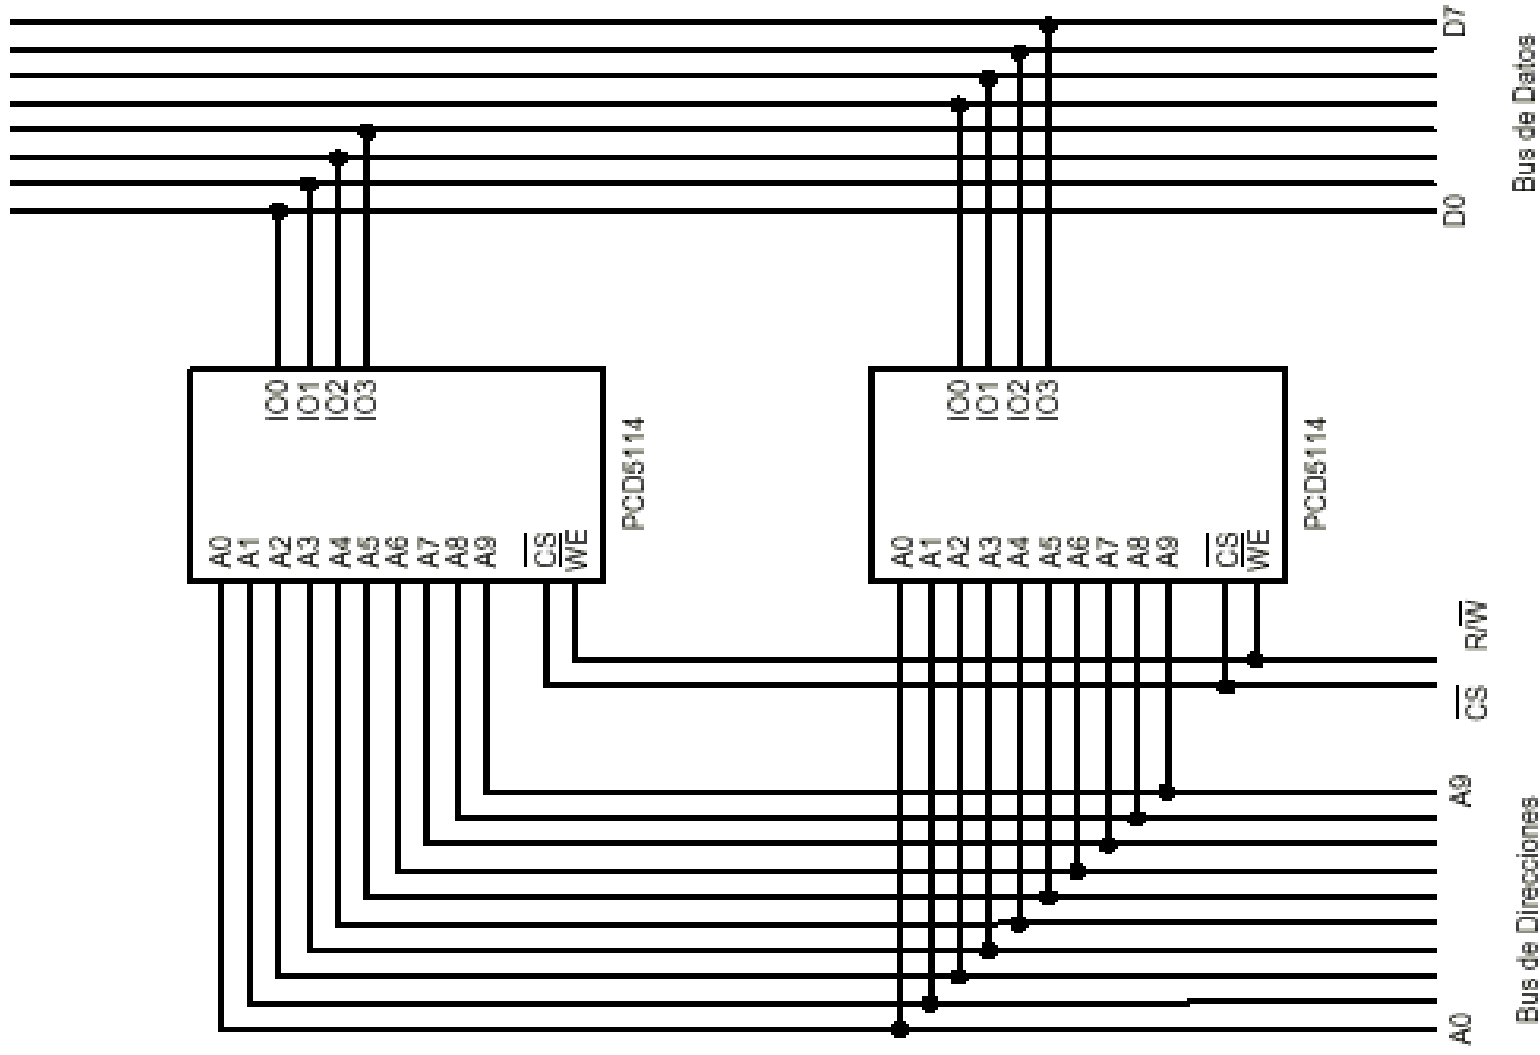 D7
Bus de Datos
D0
IO0
IO1
IO2
IO3
A0
A1
A2
A3
A4
A5
A6
A7
A8
A9
CS
WE
PCD5114
IO0
IO1
IO2
IO3
A0
A1
A2
A3
A4
A5
A6
A7
A8
A9
CS
WE
PCD5114
R/W
CS
A9
Bus de Direcciones
A0